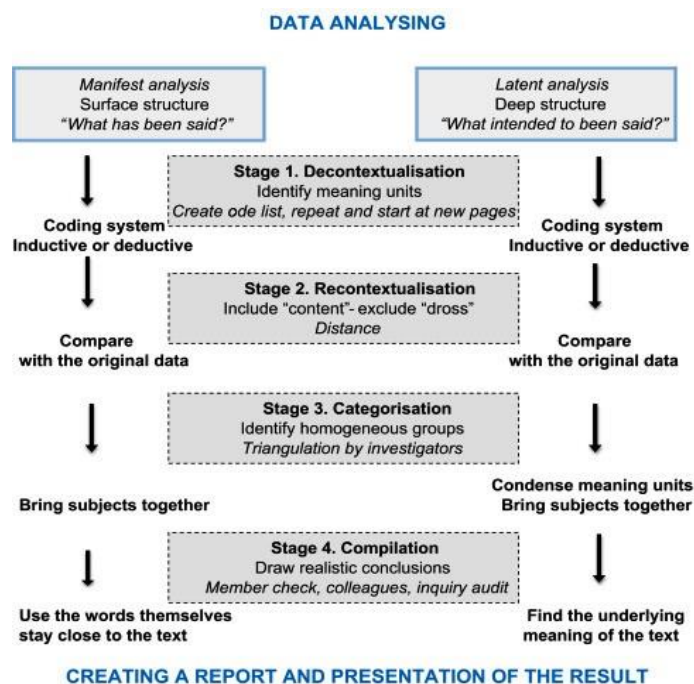 DATA ANALYSING
Manifest analysis
Surface structure
“What has been said?”
Latent analysis
Deep structure
“What intended to been said?”
Stage 1. Decontextualisation
Identify meaning units
Create ode list, repeat and start at new pages
Coding system
Inductive or deductive
Coding system
Inductive or deductive
Stage 2. Recontextualisation
Include “content”- exclude “dross”
Distance
Compare
with the original data
Compare
with the original data
Stage 3. Categorisation
Identify homogeneous groups
Triangulation by investigators
Bring subjects together
Condense meaning units
Bring subjects together
Stage 4. Compilation
Draw realistic conclusions
Member check, colleagues, inquiry audit
Use the words themselves
stay close to the text
Find the underlying
meaning of the text
CREATING A REPORT AND PRESENTATION OF THE RESULT